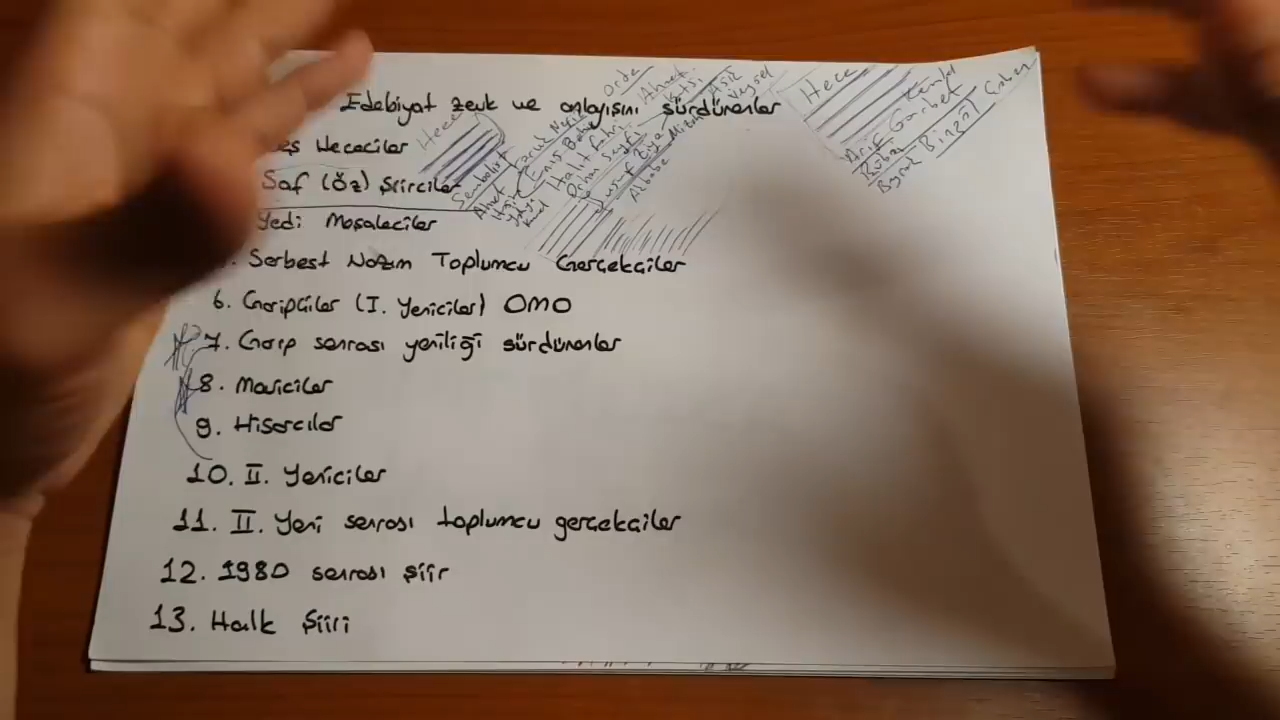 Edebiyat zevk ve anlayışını sürdürenler
Hececiler
Saf (Öz) Şiirciler
Yedi Meşaleciler
Serbest Nazım Toplumcu Gerçekçiler
6. Garipçiler (I. Yeniciler) OMO
7. Garip sonrası yeniliği sürdürenler
8. Maviciler
9. Hisarcılar
10. II. Yeniciler
11. II. Yeni sonrası toplumcu gerçekçiler
12. 1980 sonrası şiir
13. Halk Şiiri
Hece
Sembolist
Ahmet
Haşim
Yahya
Kemal
Faruk Nafiz
Enis Behiç
Halit Fahri
Orhan Seyfi
Yusuf Ziya
Ahmet
Kutsi
Aşık
Veysel
Hece
Arif
Bayrak
Bingöl